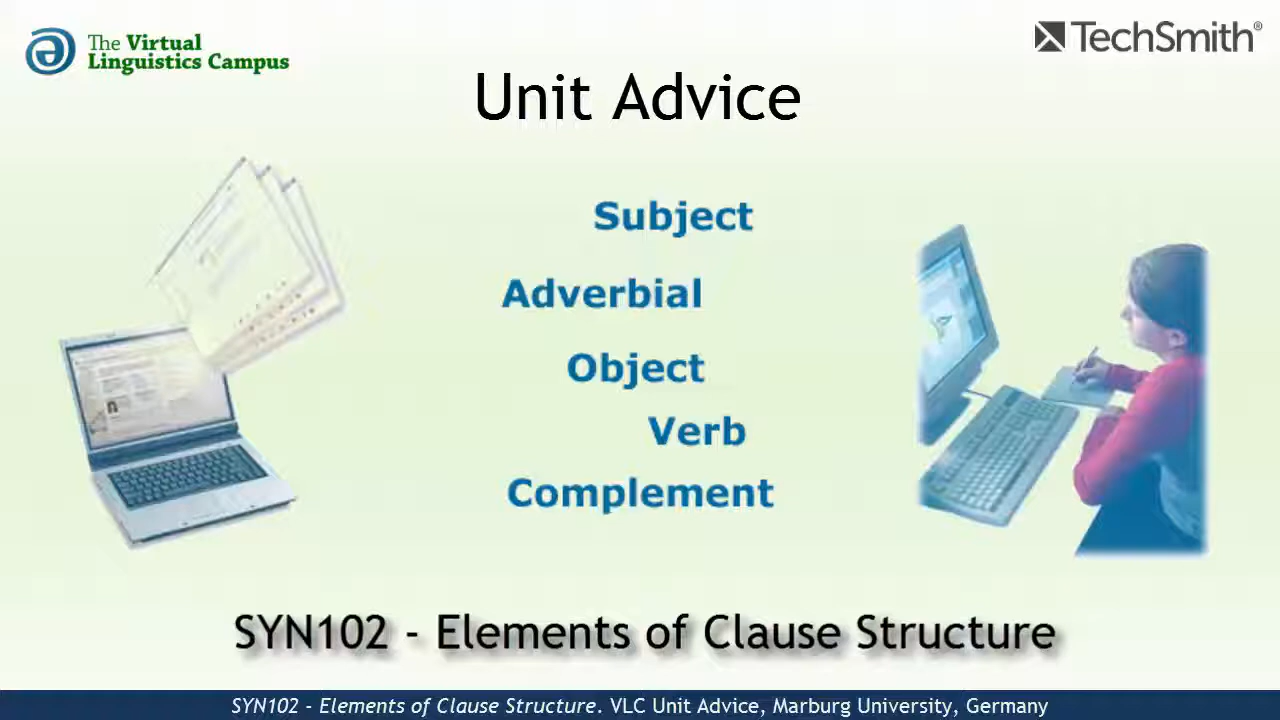 The Virtual
Linguistics Campus
TechSmith®
Unit Advice
Subject
Adverbial
Object
Verb
Complement
SYN102 - Elements of Clause Structure
SYN102 - Elements of Clause Structure. VLC Unit Advice, Marburg University, Germany